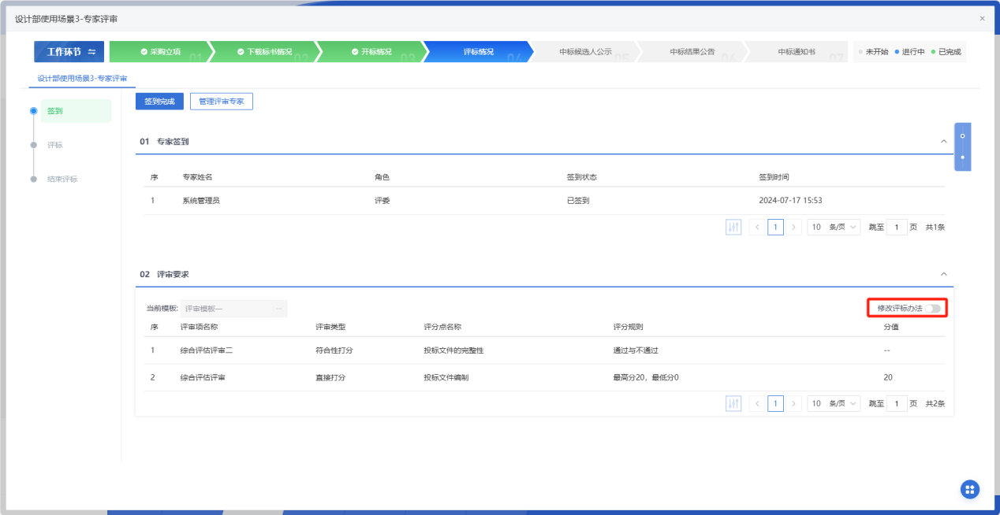 设计部使用场景3-专家评审 ×
工作环节 采购立项 01 下载标书情况 02 开标情况 03 评标情况 04 中标候选人公示 05 中标结果公告 06 中标通知书 07 未开始 进行中 已完成
设计部使用场景3-专家评审
签到
评标
结束评标
签到完成 管理评审专家
01 专家签到
序 专家姓名 角色 签到状态 签到时间
1 系统管理员 评委 已签到 2024-07-17 15:53
1 10 条/页 跳至 1 页 共1条
02 评审要求
当前模板: 评审模板一 ··· 修改评标办法
序 评审项名称 评审类型 评分点名称 评分规则 分值
1 综合评估评审二 符合性打分 投标文件的完整性 通过与不通过 --
2 综合评估评审 直接打分 投标文件编制 最高分20，最低分0 20
1 10 条/页 跳至 1 页 共2条